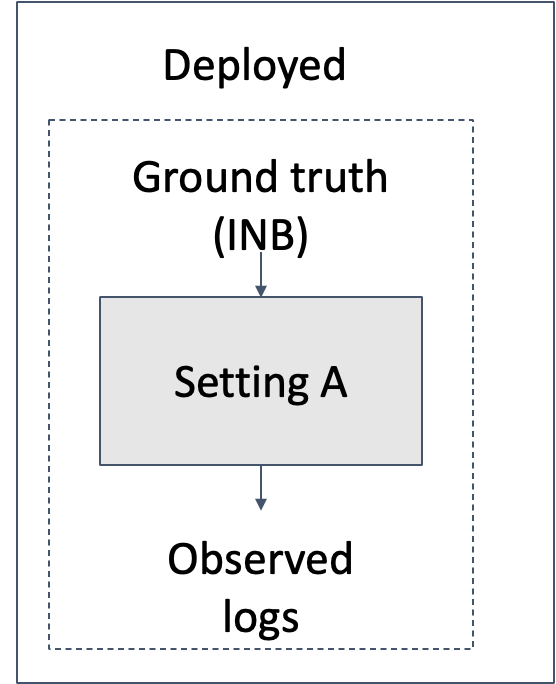 Deployed
Ground truth
(INB)
Setting A
Observed
logs